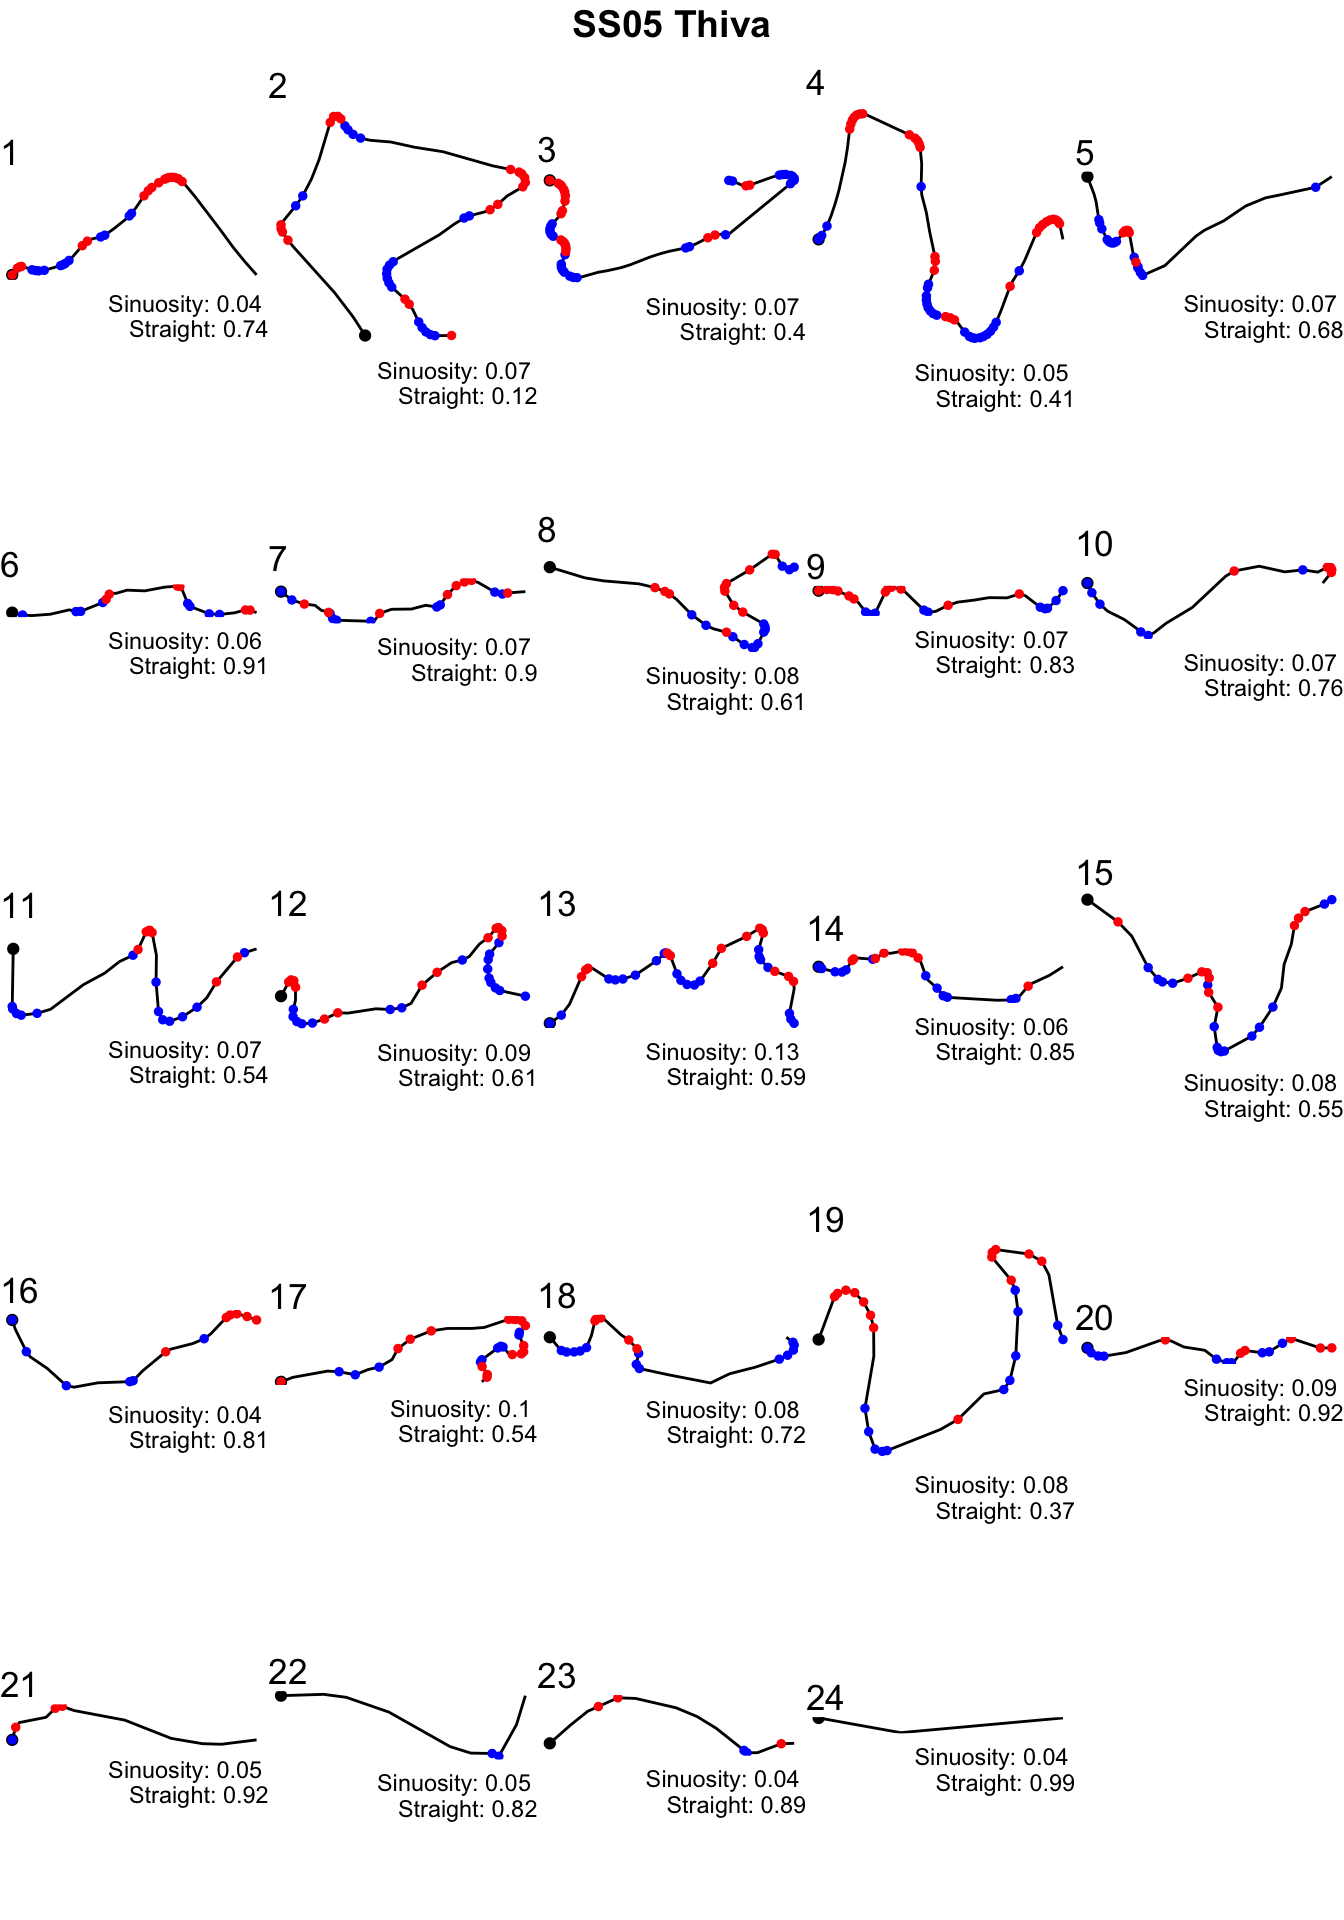 SS05 Thiva
1
Sinuosity: 0.04
Straight: 0.74
2
Sinuosity: 0.07
Straight: 0.12
3
Sinuosity: 0.07
Straight: 0.4
4
Sinuosity: 0.05
Straight: 0.41
5
Sinuosity: 0.07
Straight: 0.68
6
Sinuosity: 0.06
Straight: 0.91
7
Sinuosity: 0.07
Straight: 0.9
8
Sinuosity: 0.08
Straight: 0.61
9
Sinuosity: 0.07
Straight: 0.83
10
Sinuosity: 0.07
Straight: 0.76
11
Sinuosity: 0.07
Straight: 0.54
12
Sinuosity: 0.09
Straight: 0.61
13
Sinuosity: 0.13
Straight: 0.59
14
Sinuosity: 0.06
Straight: 0.85
15
Sinuosity: 0.08
Straight: 0.55
16
Sinuosity: 0.04
Straight: 0.81
17
Sinuosity: 0.1
Straight: 0.54
18
Sinuosity: 0.08
Straight: 0.72
19
Sinuosity: 0.08
Straight: 0.37
20
Sinuosity: 0.09
Straight: 0.92
21
Sinuosity: 0.05
Straight: 0.92
22
Sinuosity: 0.05
Straight: 0.82
23
Sinuosity: 0.04
Straight: 0.89
24
Sinuosity: 0.04
Straight: 0.99